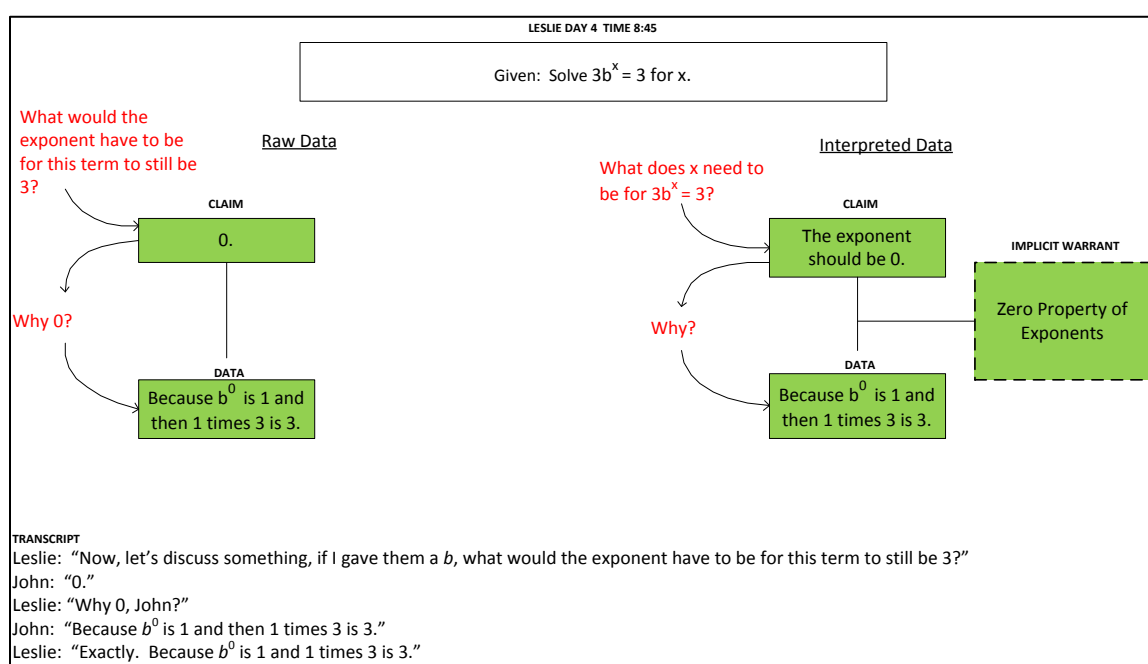 LESLIE DAY 4 TIME 8:45
Given: Solve 3b^x = 3 for x.
What would the
exponent have to be
for this term to still be
3?
Raw Data
CLAIM
0.
Why 0?
DATA
Because b^0 is 1 and
then 1 times 3 is 3.
Interpreted Data
What does x need to
be for 3b^x = 3?
CLAIM
The exponent
should be 0.
IMPLICIT WARRANT
Zero Property of
Exponents
Why?
DATA
Because b^0 is 1 and
then 1 times 3 is 3.
TRANSCRIPT
Leslie: “Now, let’s discuss something, if I gave them a b, what would the exponent have to be for this term to still be 3?”
John: “0.”
Leslie: “Why 0, John?”
John: “Because b^0 is 1 and then 1 times 3 is 3.”
Leslie: “Exactly. Because b^0 is 1 and 1 times 3 is 3.”